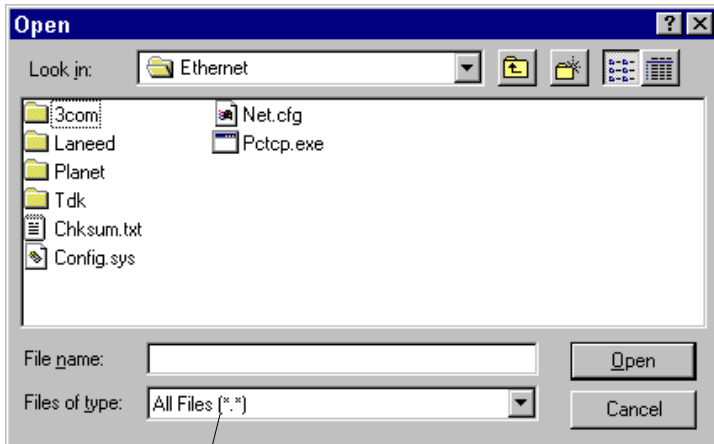 Open
Look in: Ethernet
3com Net.cfg
Laneed Pctcp.exe
Planet
Tdk
Chksum.txt
Config.sys
File name: Open
Files of type: All Files (*.*) Cancel